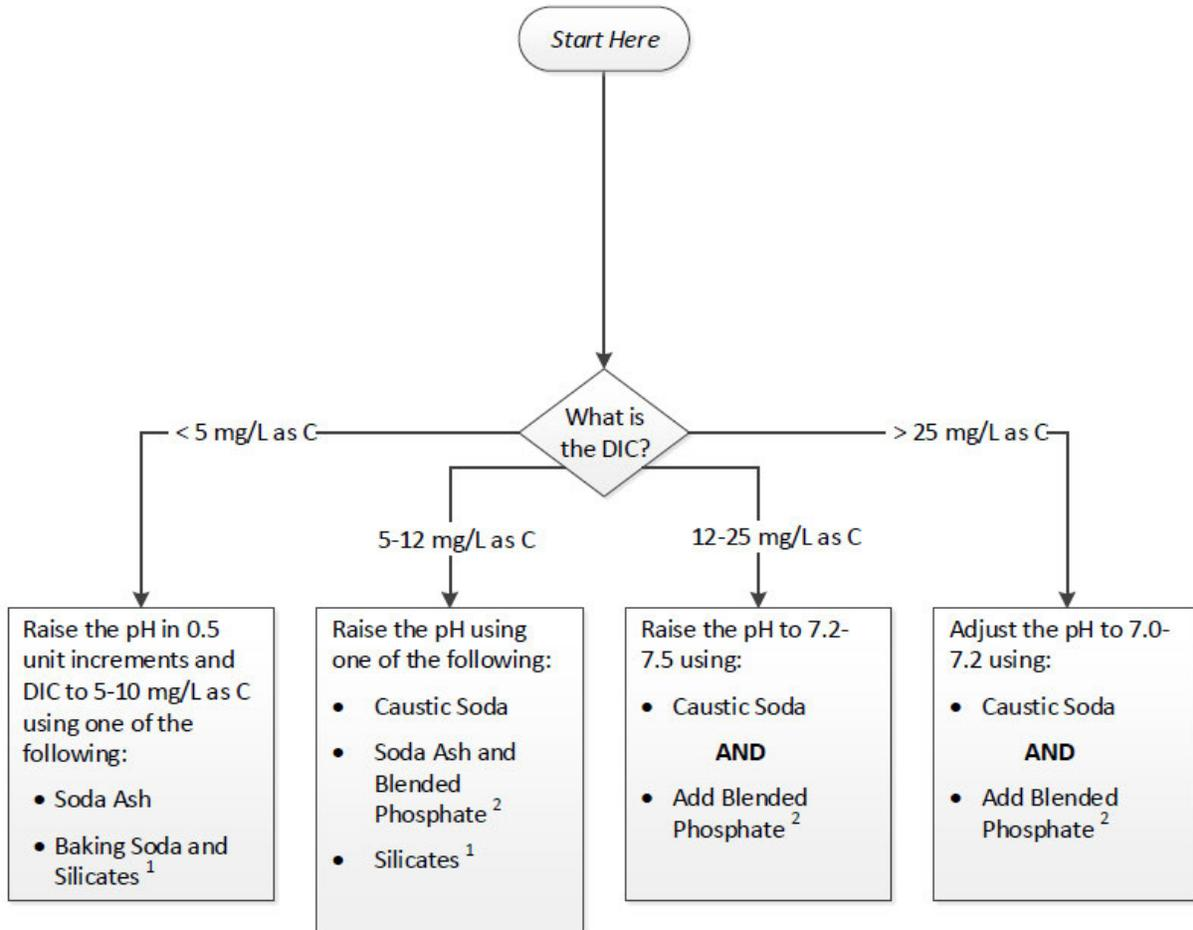 Start Here
What is
the DIC?
< 5 mg/L as C
> 25 mg/L as C
5-12 mg/L as C
12-25 mg/L as C
Raise the pH in 0.5
unit increments and
DIC to 5-10 mg/L as C
using one of the
following:
• Soda Ash
• Baking Soda and
Silicates ¹
Raise the pH using
one of the following:
• Caustic Soda
• Soda Ash and
Blended
Phosphate ²
• Silicates ¹
Raise the pH to 7.2-
7.5 using:
• Caustic Soda
AND
• Add Blended
Phosphate ²
Adjust the pH to 7.0-
7.2 using:
• Caustic Soda
AND
• Add Blended
Phosphate ²